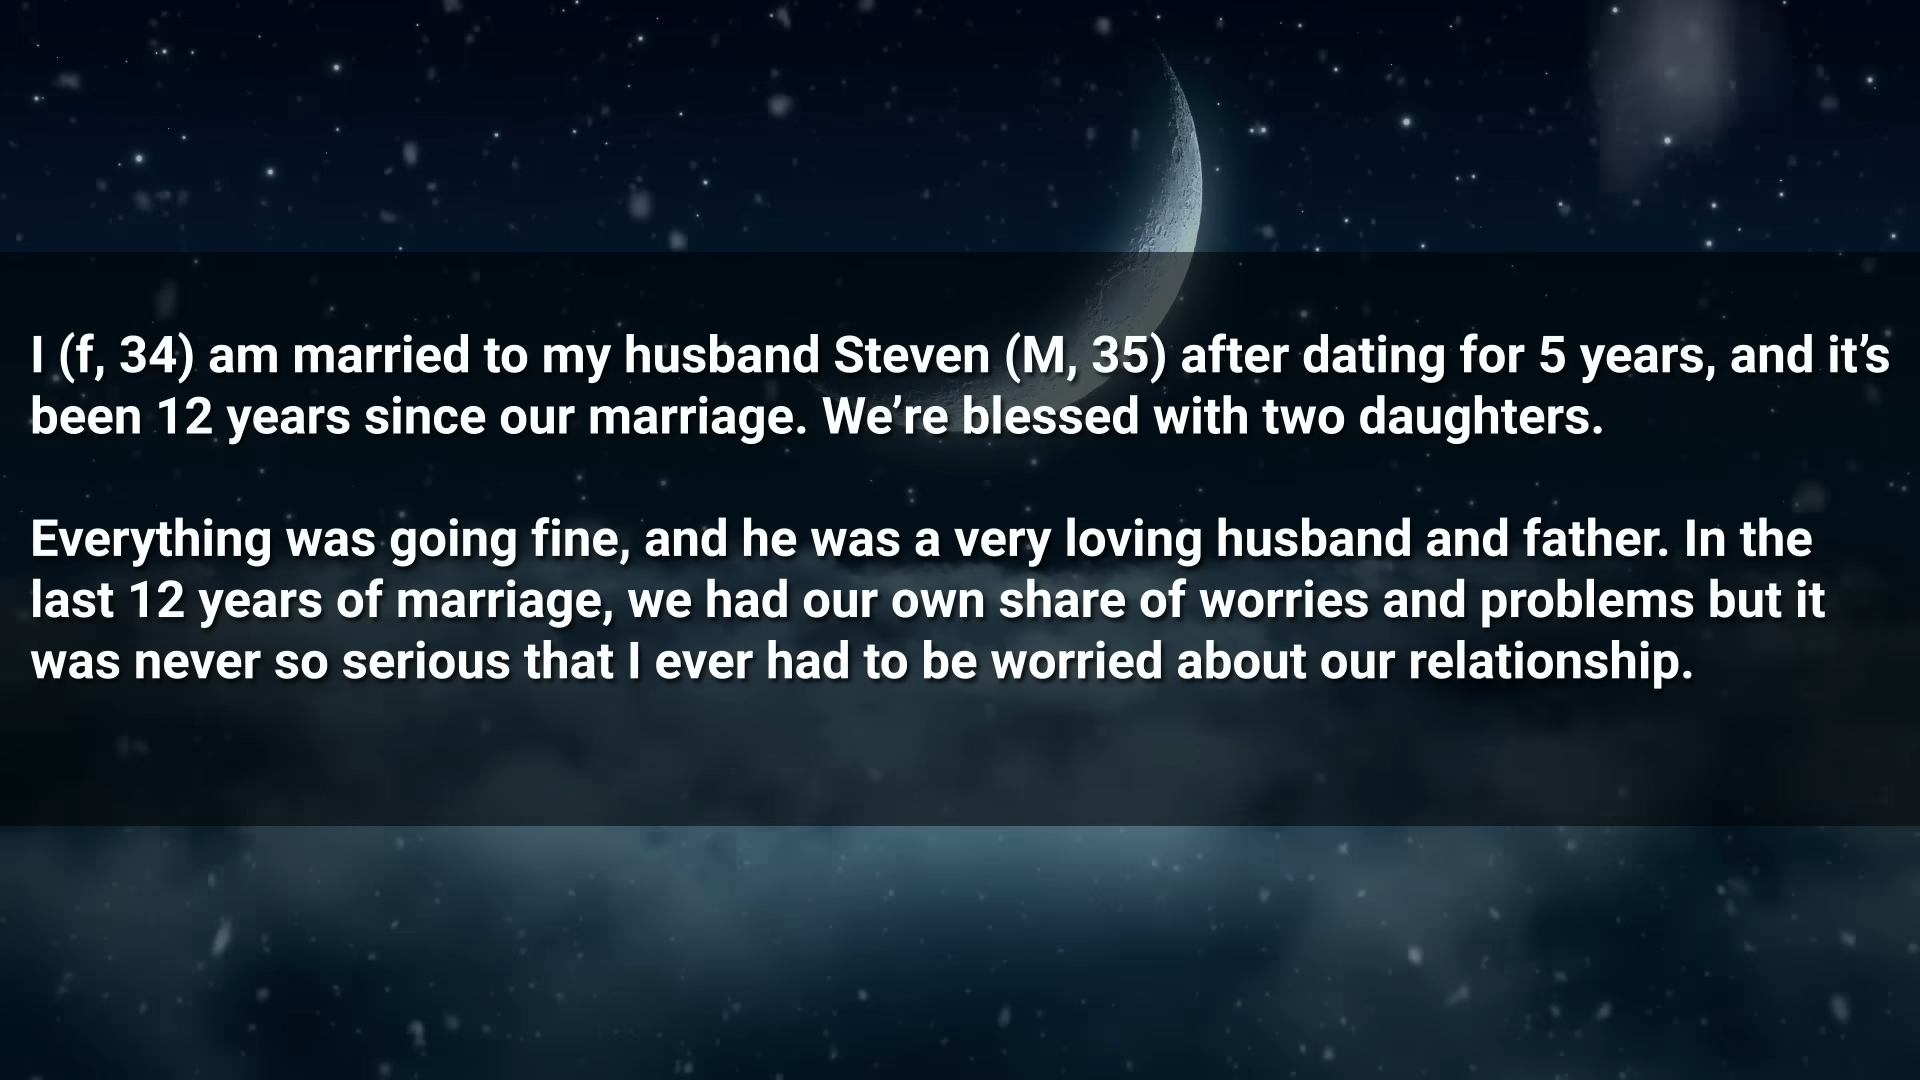 I (f, 34) am married to my husband Steven (M, 35) after dating for 5 years, and it’s
been 12 years since our marriage. We’re blessed with two daughters.
Everything was going fine, and he was a very loving husband and father. In the
last 12 years of marriage, we had our own share of worries and problems but it
was never so serious that I ever had to be worried about our relationship.